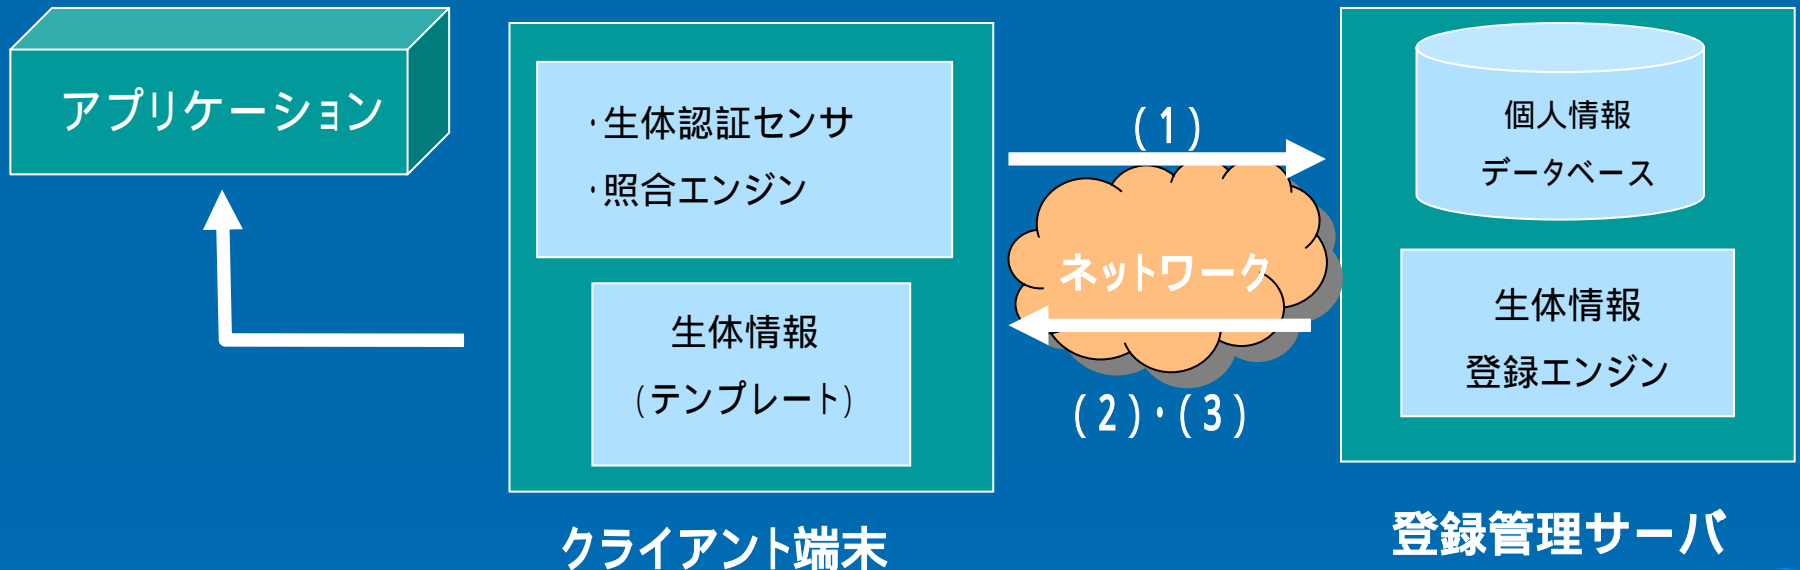 アプリケーション
・生体認証センサ
・照合エンジン
生体情報
(テンプレート)
クライアント端末
(1)
ネットワーク
(2)・(3)
個人情報
データベース
生体情報
登録エンジン
登録管理サーバ